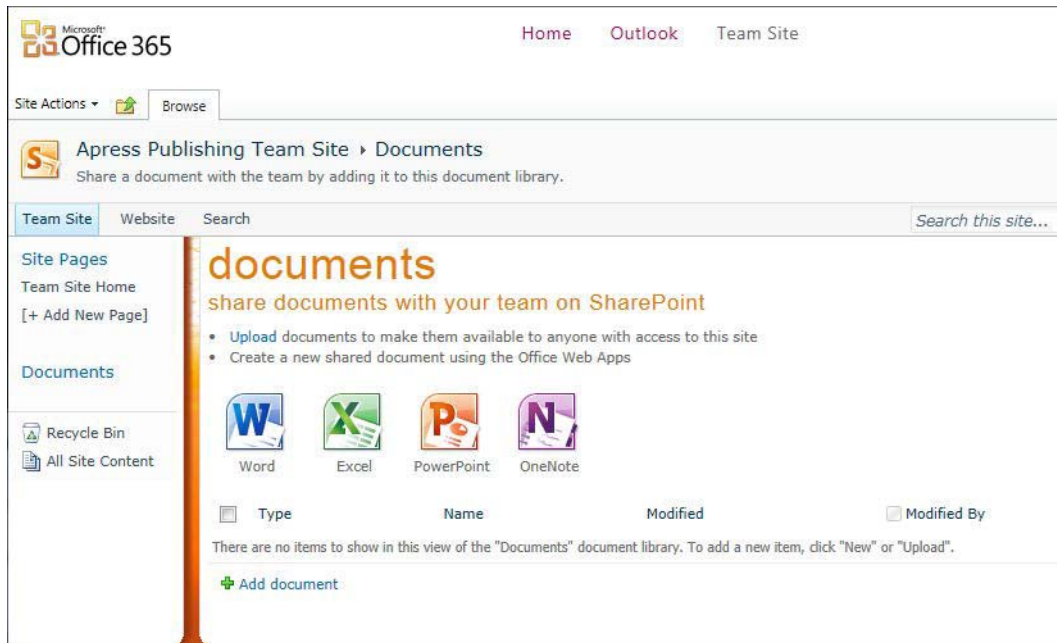 Microsoft®
Office 365
Home Outlook Team Site
Site Actions Browse
Apress Publishing Team Site Documents
Share a document with the team by adding it to this document library.
Team Site Website Search Search this site...
Site Pages
Team Site Home
[+ Add New Page]
Documents
Recycle Bin
All Site Content
documents
share documents with your team on SharePoint
• Upload documents to make them available to anyone with access to this site
• Create a new shared document using the Office Web Apps
Word Excel PowerPoint OneNote
Type Name Modified Modified By
There are no items to show in this view of the "Documents" document library. To add a new item, click "New" or "Upload".
Add document